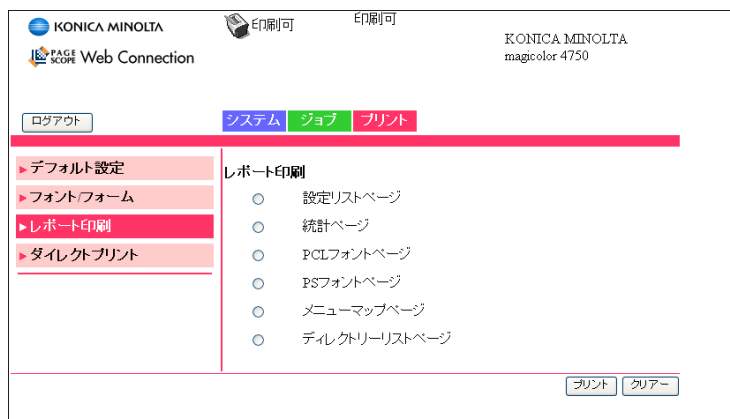 KONICA MINOLTA
印刷可
印刷可
KONICA MINOLTA
magicolor 4750
PAGE SCOPE Web Connection
ログアウト
システム ジョブ プリント
デフォルト設定
フォント/フォーム
レポート印刷
ダイレクトプリント
レポート印刷
設定リストページ
統計ページ
PCLフォントページ
PSフォントページ
メニューマップページ
ディレクトリーリストページ
プリント クリアー